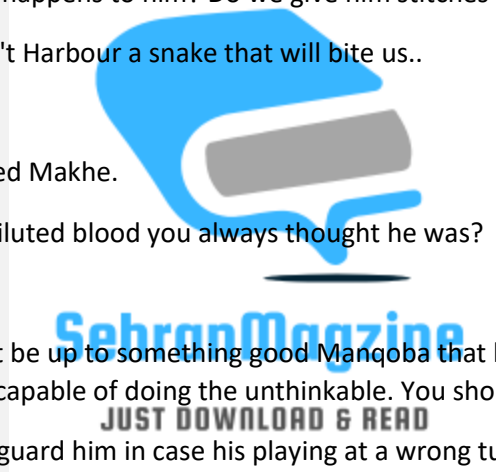 happens to him? Do we give him stitches
't Harbour a snake that will bite us..
ed Makhe.
iluted blood you always thought he was?
SehranMagzine
t be up to something good Manqoba that
capable of doing the unthinkable. You sho
JUST DOWNLOAD & READ
guard him in case his playing at a wrong tu